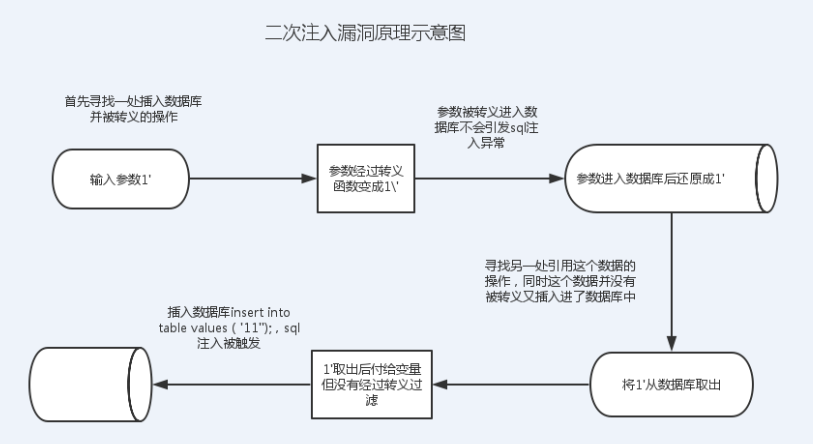 二次注入漏洞原理示意图
首先寻找一处插入数据库
并被转义的操作
参数被转义进入数
据库不会引发sql注
入异常
输入参数1'
参数经过转义
函数变成1\'
参数进入数据库后还原成1'
寻找另一处引用这个数据的
操作，同时这个数据并没有
被转义又插入进了数据库中
插入数据库insert into
table values ( '11''); , sql
注入被触发
1'取出后付给变量
但没有经过转义过
滤
将1'从数据库取出